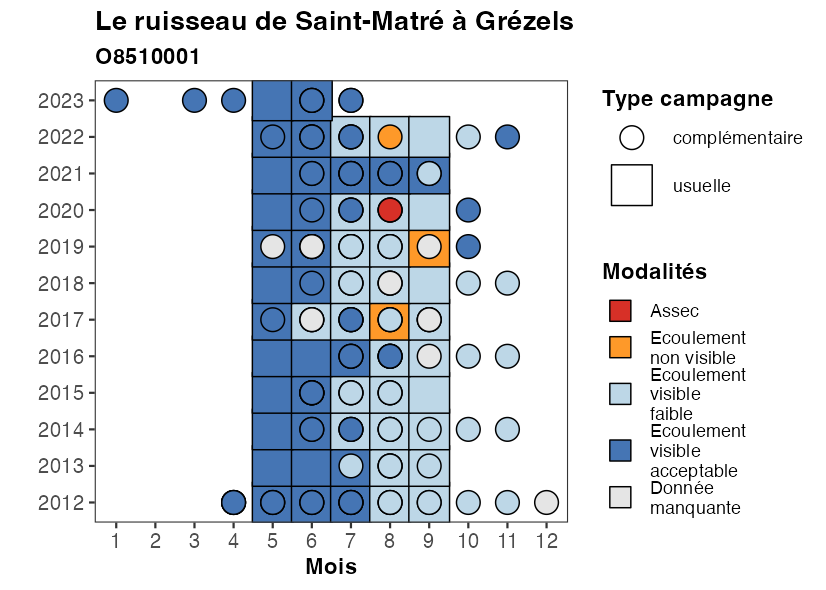 Le ruisseau de Saint-Matré à Grézels
O8510001
2023
2022
2021
2020
2019
2018
2017
2016
2015
2014
2013
2012
1 2 3 4 5 6 7 8 9 10 11 12
Mois
Type campagne
complémentaire
usuelle
Modalités
Assec
Ecoulement
non visible
Ecoulement
visible
faible
Ecoulement
visible
acceptable
Donnée
manquante